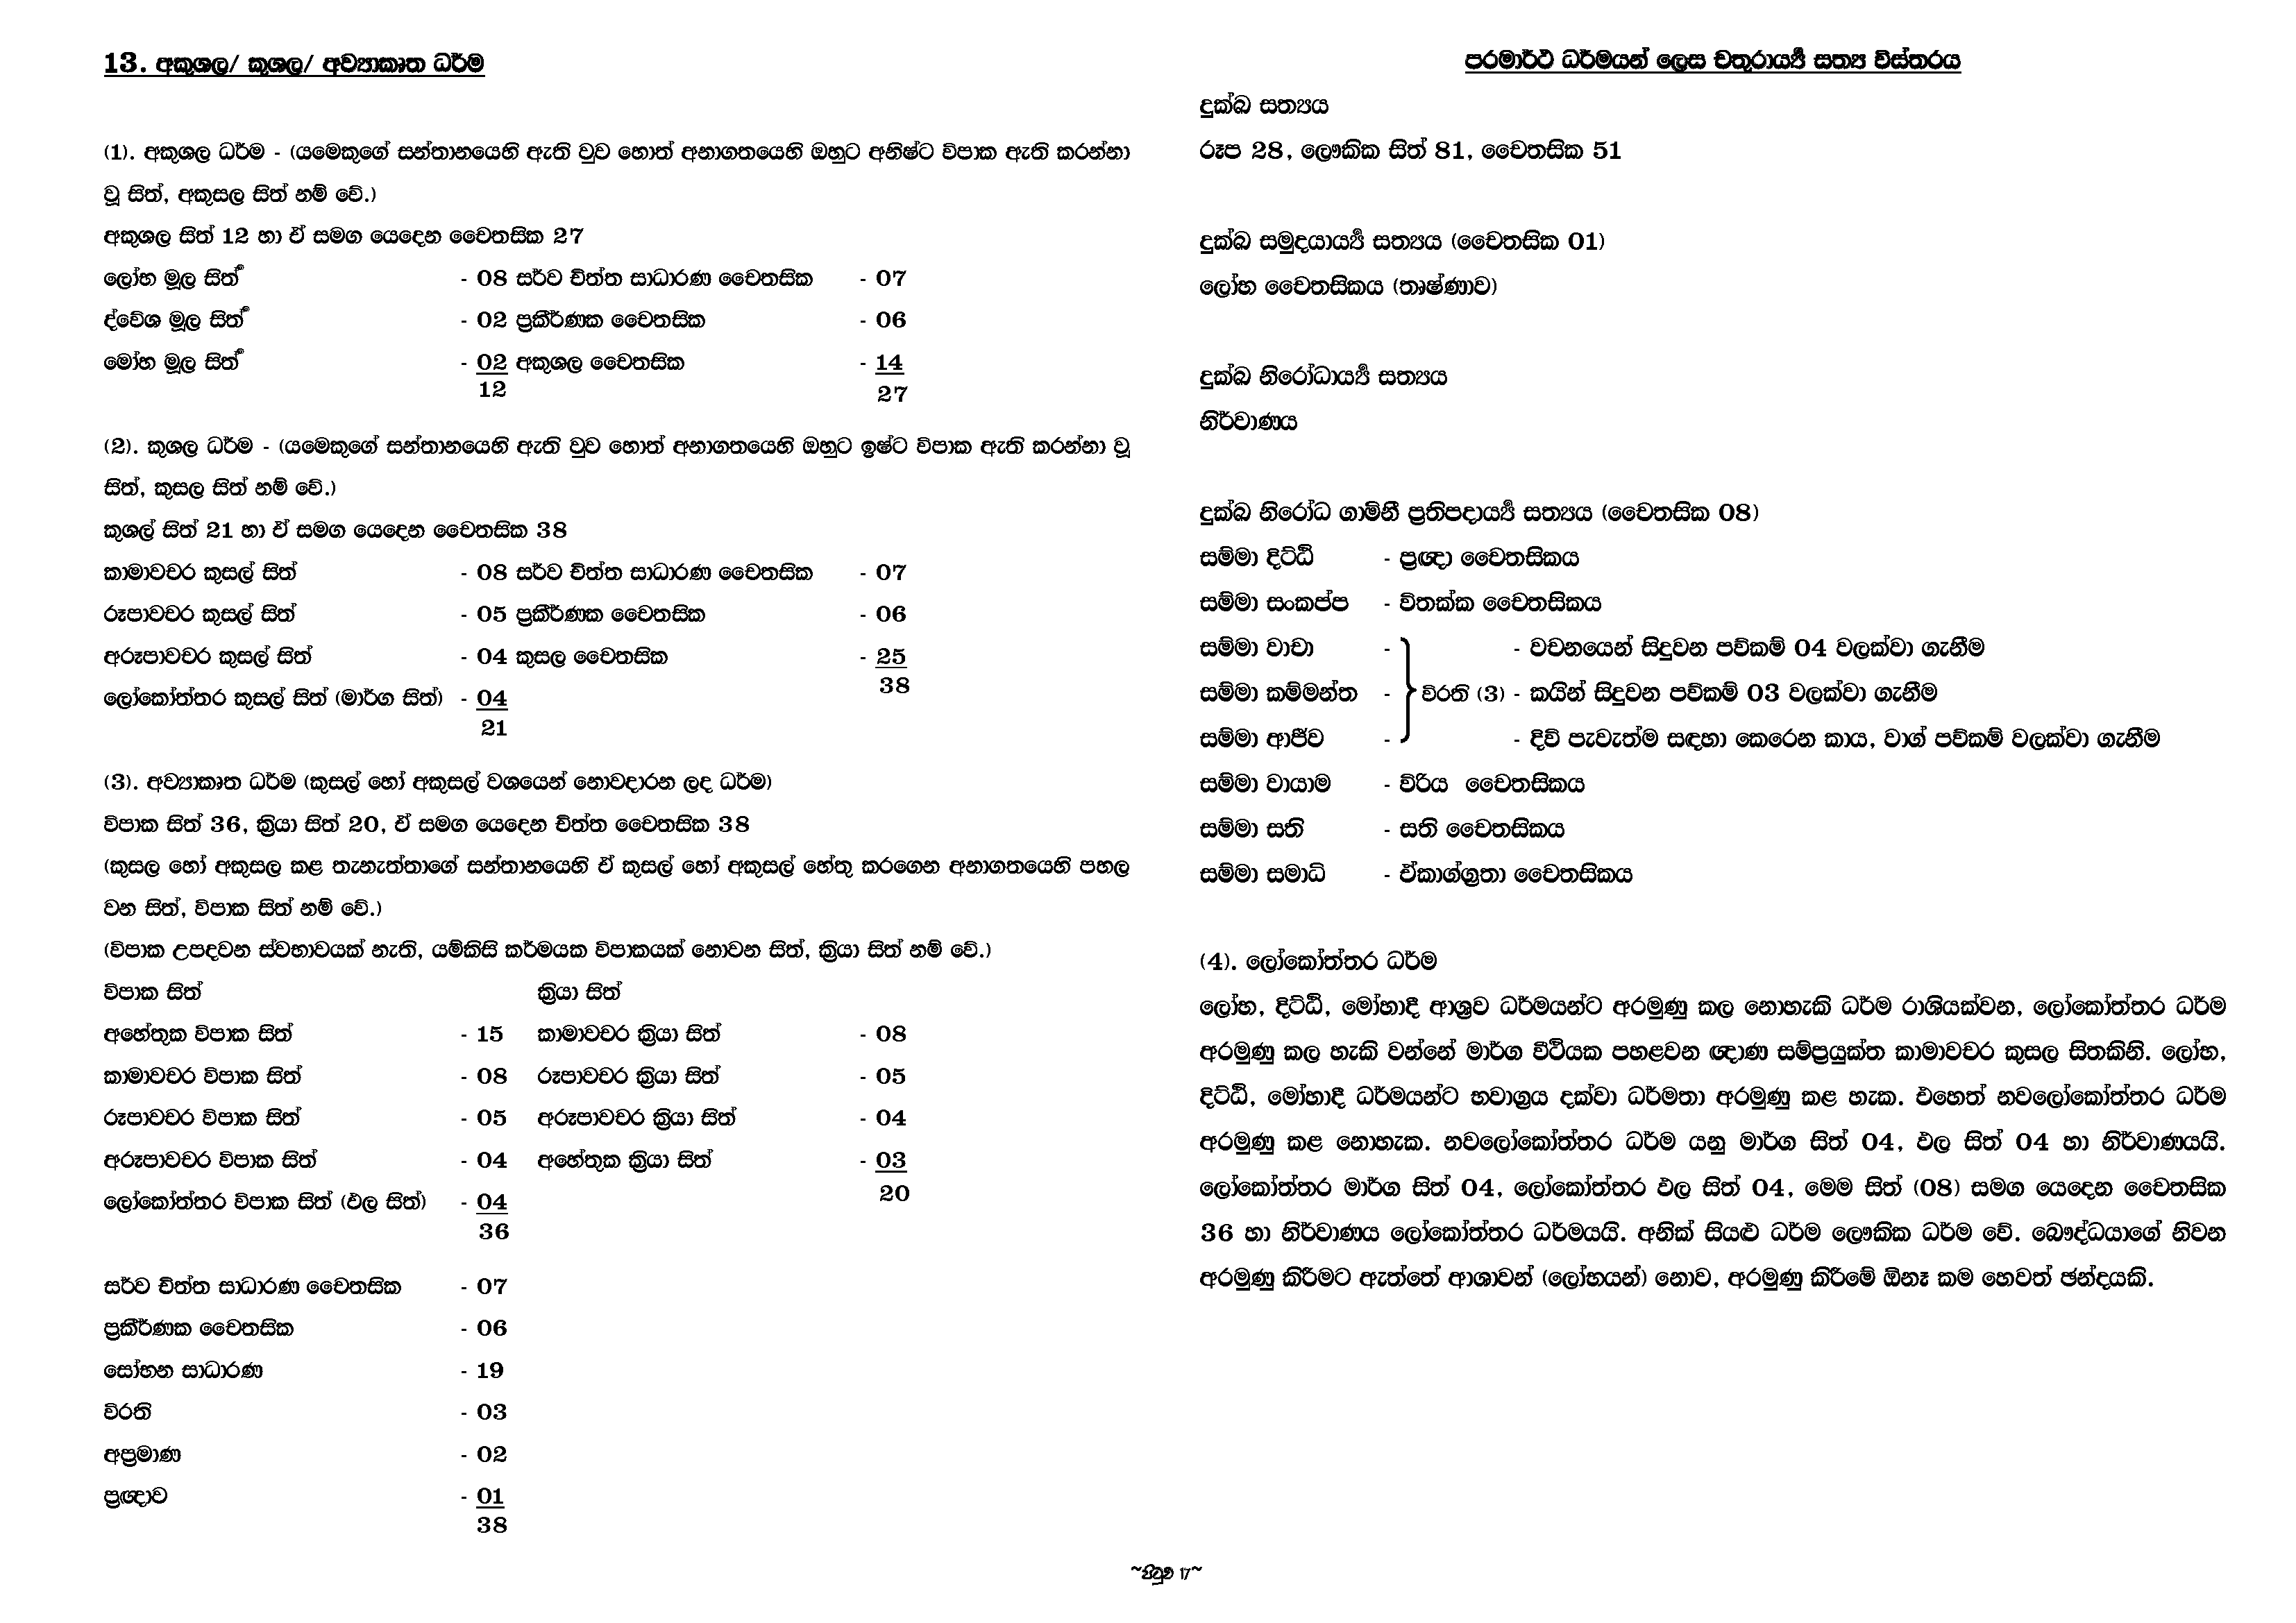 13. අකුශල/ කුශල/ අව්‍යාකෘත ධර්ම
(1). අකුශල ධර්ම - (යමෙකුගේ සන්තානයෙහි ඇති වුව හොත් අනාගතයෙහි ඔහුට අනිෂ්ට විපාක ඇති කරන්නා
වූ සිත්, අකුසල සිත් නම් වේ.)
අකුශල සිත් 12 හා ඒ සමග යෙදෙන චෛතසික 27
ලෝභ මූල සිත් - 08 සර්ව චිත්ත සාධාරණ චෛතසික - 07
ද්වේශ මූල සිත් - 02 ප්‍රකීර්ණක චෛතසික - 06
මෝහ මූල සිත් - 02 අකුශල චෛතසික - 14
12 27
(2). කුශල ධර්ම - (යමෙකුගේ සන්තානයෙහි ඇති වුව හොත් අනාගතයෙහි ඔහුට ඉෂ්ට විපාක ඇති කරන්නා වූ
සිත්, කුසල සිත් නම් වේ.)
කුශල් සිත් 21 හා ඒ සමග යෙදෙන චෛතසික 38
කාමාවචර කුසල් සිත් - 08 සර්ව චිත්ත සාධාරණ චෛතසික - 07
රූපාවචර කුසල් සිත් - 05 ප්‍රකීර්ණක චෛතසික - 06
අරූපාවචර කුසල් සිත් - 04 කුසල චෛතසික - 25
38
ලෝකෝත්තර කුසල් සිත් (මාර්ග සිත්) - 04
21
(3). අව්‍යාකෘත ධර්ම (කුසල් හෝ අකුසල් වශයෙන් නොවදාරන ලද ධර්ම)
විපාක සිත් 36, ක්‍රියා සිත් 20, ඒ සමග යෙදෙන චිත්ත චෛතසික 38
(කුසල හෝ අකුසල කළ තැනැත්තාගේ සන්තානයෙහි ඒ කුසල් හෝ අකුසල් හේතු කරගෙන අනාගතයෙහි පහල
වන සිත්, විපාක සිත් නම් වේ.)
(විපාක උපදවන ස්වභාවයක් නැති, යම්කිසි කර්මයක විපාකයක් නොවන සිත්, ක්‍රියා සිත් නම් වේ.)
විපාක සිත් ක්‍රියා සිත්
අහේතුක විපාක සිත් - 15 කාමාවචර ක්‍රියා සිත් - 08
කාමාවචර විපාක සිත් - 08 රූපාවචර ක්‍රියා සිත් - 05
රූපාවචර විපාක සිත් - 05 අරූපාවචර ක්‍රියා සිත් - 04
අරූපාවචර විපාක සිත් - 04 අහේතුක ක්‍රියා සිත් - 03
20
ලෝකෝත්තර විපාක සිත් (ඵල සිත්) - 04
36
සර්ව චිත්ත සාධාරණ චෛතසික - 07
ප්‍රකීර්ණක චෛතසික - 06
සෝභන සාධාරණ - 19
විරති - 03
අප්‍රමාණ - 02
ප්‍රඥාව - 01
38
පරමාර්ථ ධර්මයන් ලෙස චතුරාර්ය්‍ය සත්‍ය විස්තරය
දුක්ඛ සත්‍යය
රූප 28, ලෞකික සිත් 81, චෛතසික 51
දුක්ඛ සමුදයාර්ය්‍ය සත්‍යය (චෛතසික 01)
ලෝභ චෛතසිකය (තෘෂ්ණාව)
දුක්ඛ නිරෝධාර්ය්‍ය සත්‍යය
නිර්වාණය
දුක්ඛ නිරෝධ ගාමිනී ප්‍රතිපදාර්ය්‍ය සත්‍යය (චෛතසික 08)
සම්මා දිට්ඨි - ප්‍රඥා චෛතසිකය
සම්මා සංකප්ප - විතක්ක චෛතසිකය
සම්මා වාචා - - වචනයෙන් සිදුවන පව්කම් 04 වලක්වා ගැනීම
සම්මා කම්මන්ත - විරති (3) - කයින් සිදුවන පව්කම් 03 වලක්වා ගැනීම
සම්මා ආජීව - - දිවි පැවැත්ම සඳහා කෙරෙන කාය, වාග් පව්කම් වලක්වා ගැනීම
සම්මා වායාම - විරිය චෛතසිකය
සම්මා සති - සති චෛතසිකය
සම්මා සමාධි - ඒකාග්ග්‍රතා චෛතසිකය
(4). ලෝකෝත්තර ධර්ම
ලෝභ, දිට්ඨි, මෝහාදී ආශ්‍රව ධර්මයන්ට අරමුණු කල නොහැකි ධර්ම රාශියක්වන, ලෝකෝත්තර ධර්ම
අරමුණු කල හැකි වන්නේ මාර්ග විථියක පහළවන ඥාණ සම්ප්‍රයුක්ත කාමාවචර කුසල සිතකිනි. ලෝභ,
දිට්ඨි, මෝහාදී ධර්මයන්ට භවාග්‍රය දක්වා ධර්මතා අරමුණු කළ හැක. එහෙත් නවලෝකෝත්තර ධර්ම
අරමුණු කළ නොහැක. නවලෝකෝත්තර ධර්ම යනු මාර්ග සිත් 04, ඵල සිත් 04 හා නිර්වාණයයි.
ලෝකෝත්තර මාර්ග සිත් 04, ලෝකෝත්තර ඵල සිත් 04, මෙම සිත් (08) සමග යෙදෙන චෛතසික
36 හා නිර්වාණය ලෝකෝත්තර ධර්මයයි. අනික් සියළු ධර්ම ලෞකික ධර්ම වේ. බෞද්ධයාගේ නිවන
අරමුණු කිරීමට ඇත්තේ ආශාවන් (ලෝභයන්) නොව, අරමුණු කිරීමේ ඕනෑ කම හෙවත් ඡන්දයකි.
~පිටුව 17~